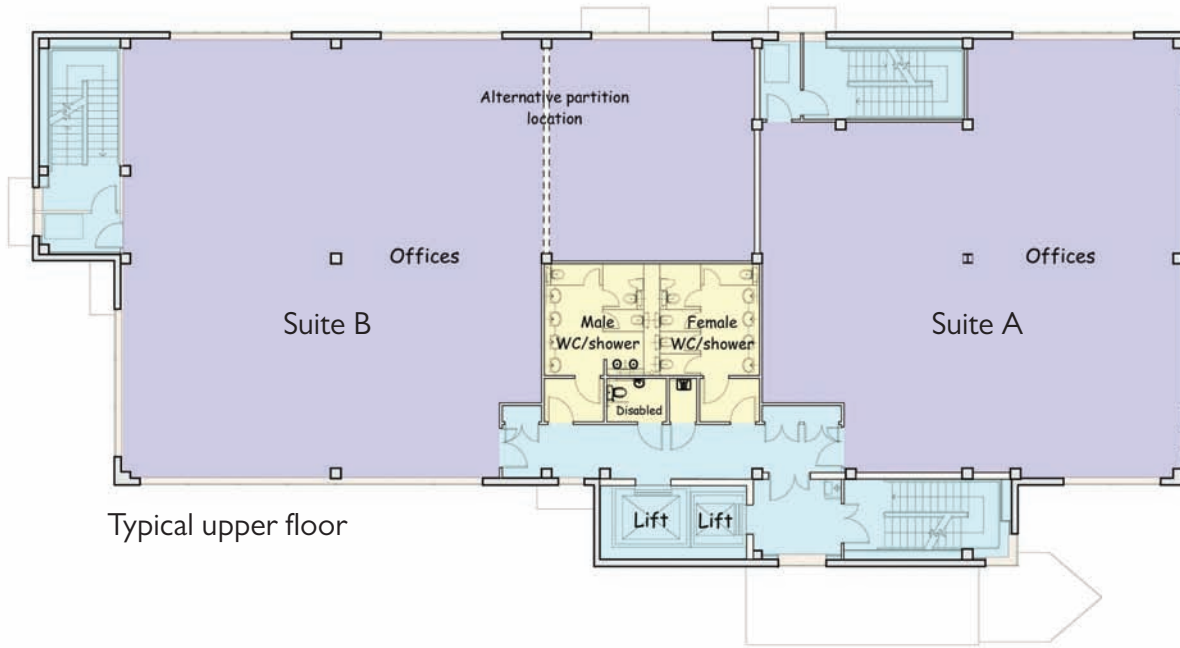 Alternative partition
location
Offices
Offices
Suite B
Suite A
Male
WC/shower
Female
WC/shower
Disabled
Lift
Lift
Typical upper floor